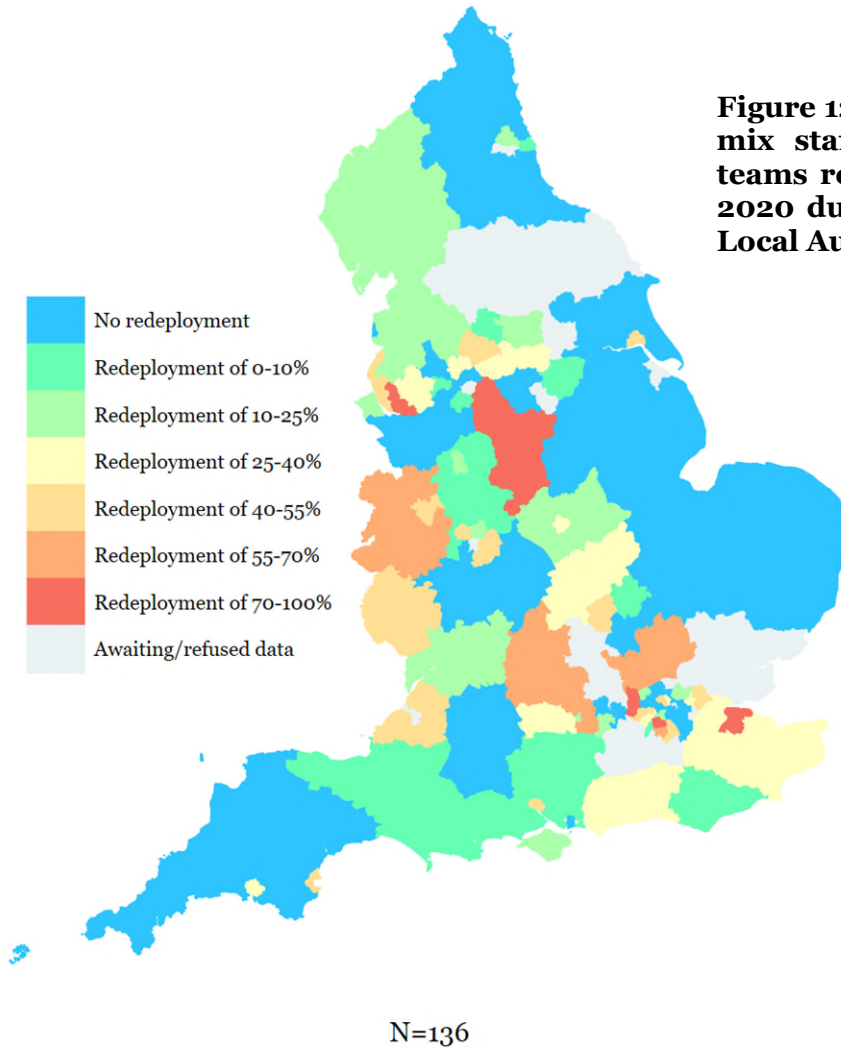 Figure 1
mix star
teams re
2020 du
Local Au
No redeployment
Redeployment of 0-10%
Redeployment of 10-25%
Redeployment of 25-40%
Redeployment of 40-55%
Redeployment of 55-70%
Redeployment of 70-100%
Awaiting/refused data
N=136